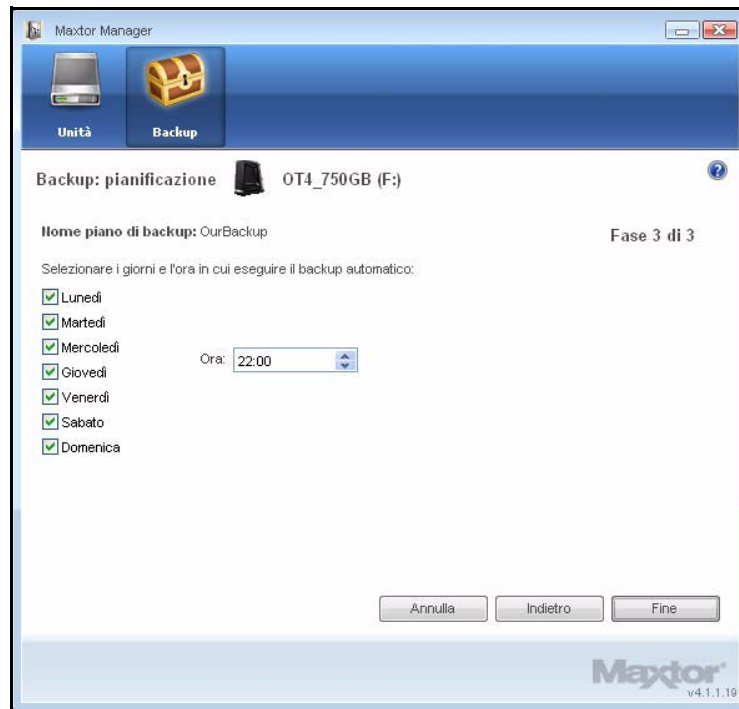 Maxtor Manager
Unità
Backup
Backup: pianificazione OT4_750GB (F:)
Nome piano di backup: OurBackup
Fase 3 di 3
Selezionare i giorni e l'ora in cui eseguire il backup automatico:
Lunedì
Martedì
Mercoledì
Giovedì
Venerdì
Sabato
Domenica
Ora: 22:00
Annulla Indietro Fine
Maxtor
v4.1.1.19